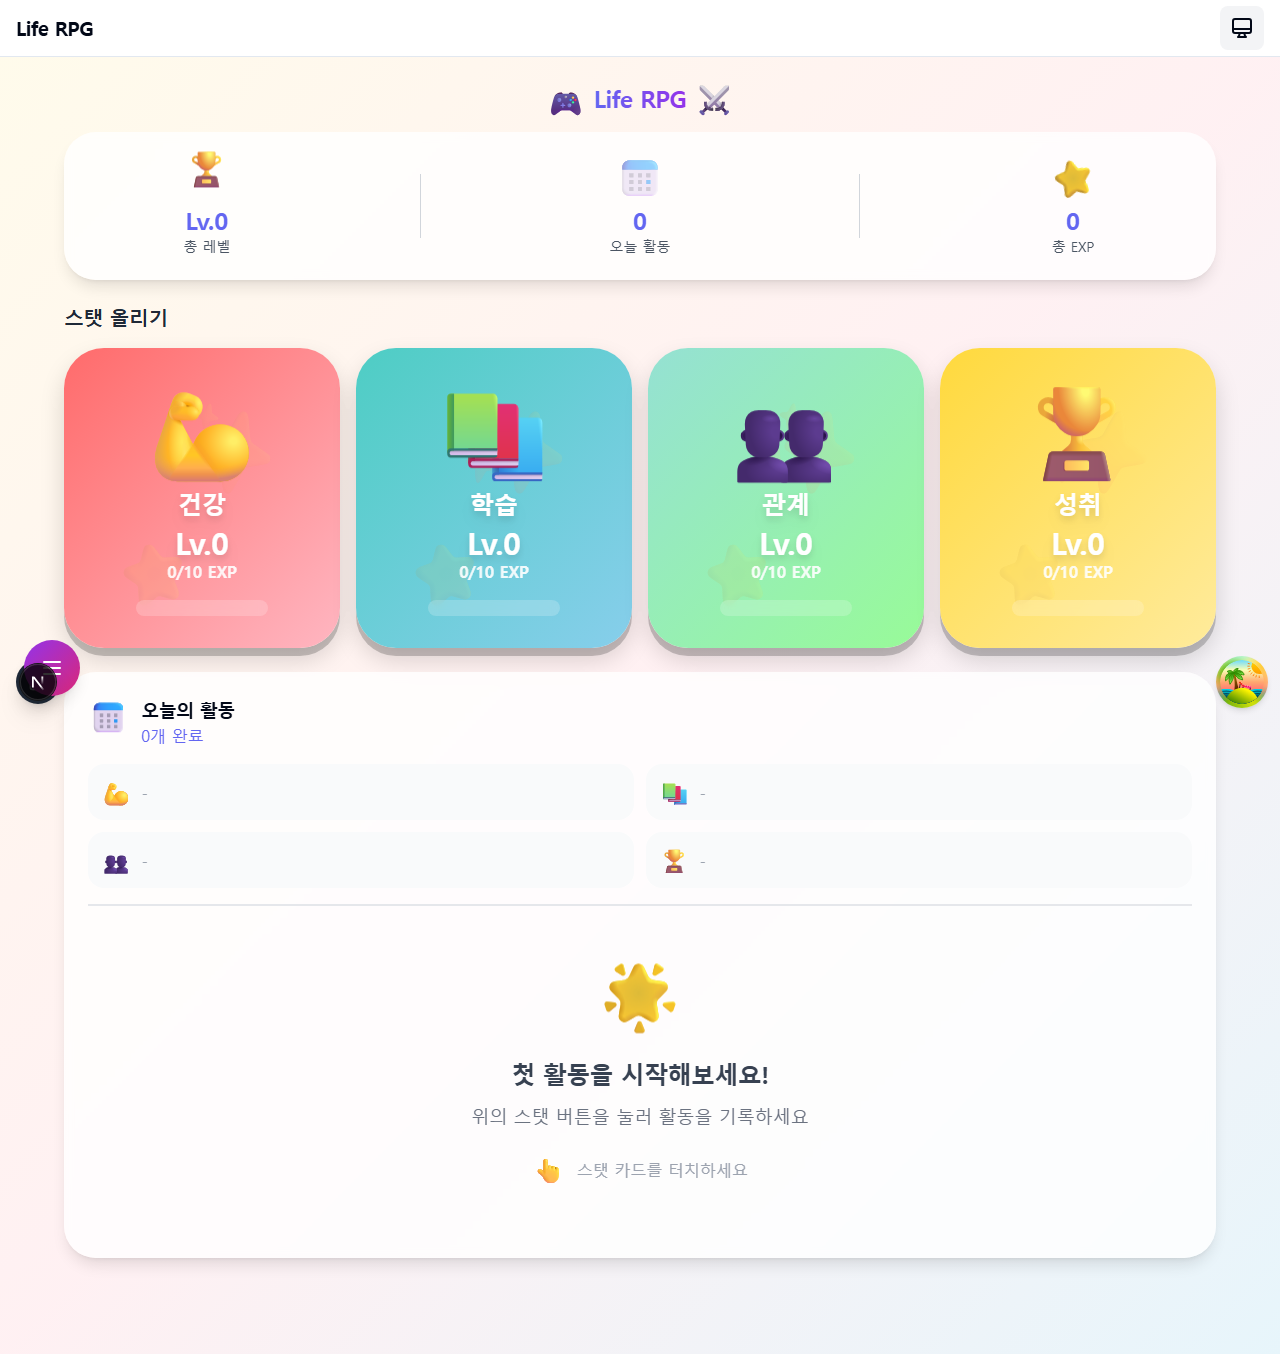 Life RPG
Life RPG
Lv.0
총 레벨
0
오늘 활동
0
총 EXP
스탯 올리기
건강
Lv.0
0/10 EXP
학습
Lv.0
0/10 EXP
관계
Lv.0
0/10 EXP
성취
Lv.0
0/10 EXP
N
오늘의 활동
0개 완료
-
-
-
-
첫 활동을 시작해보세요!
위의 스탯 버튼을 눌러 활동을 기록하세요
스탯 카드를 터치하세요